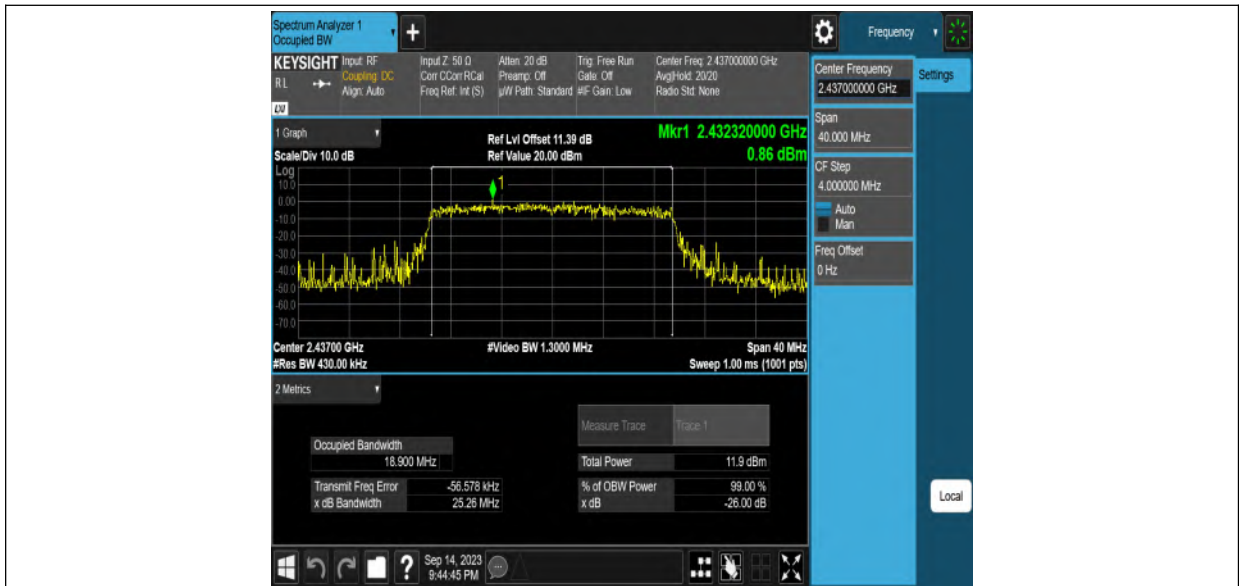 Spectrum Analyzer 1
Occupied BW
+
Frequency
KEYSIGHT
R L
LXI
Input: RF
Coupling: DC
Align: Auto
Input Z: 50 Ω
Corr CCorr RCal
Freq Ref: Int (S)
Atten: 20 dB
Preamp: Off
µW Path: Standard
Trig: Free Run
Gate: Off
#IF Gain: Low
Center Freq: 2.437000000 GHz
Avg|Hold: 20/20
Radio Std: None
Center Frequency
2.437000000 GHz
Settings
Span
40.000 MHz
CF Step
4.000000 MHz
Auto
Man
Freq Offset
0 Hz
1 Graph
Scale/Div 10.0 dB
Ref Lvl Offset 11.39 dB
Ref Value 20.00 dBm
Mkr1 2.432320000 GHz
0.86 dBm
Log
10.0
0.00
-10.0
-20.0
-30.0
-40.0
-50.0
-60.0
-70.0
1
Center 2.43700 GHz
#Video BW 1.3000 MHz
Span 40 MHz
#Res BW 430.00 kHz
Sweep 1.00 ms (1001 pts)
2 Metrics
Measure Trace Trace 1
Occupied Bandwidth
18.900 MHz
Total Power 11.9 dBm
Transmit Freq Error -56.578 kHz
% of OBW Power 99.00 %
x dB Bandwidth 25.26 MHz
x dB -26.00 dB
Local
?
Sep 14, 2023
9:44:45 PM